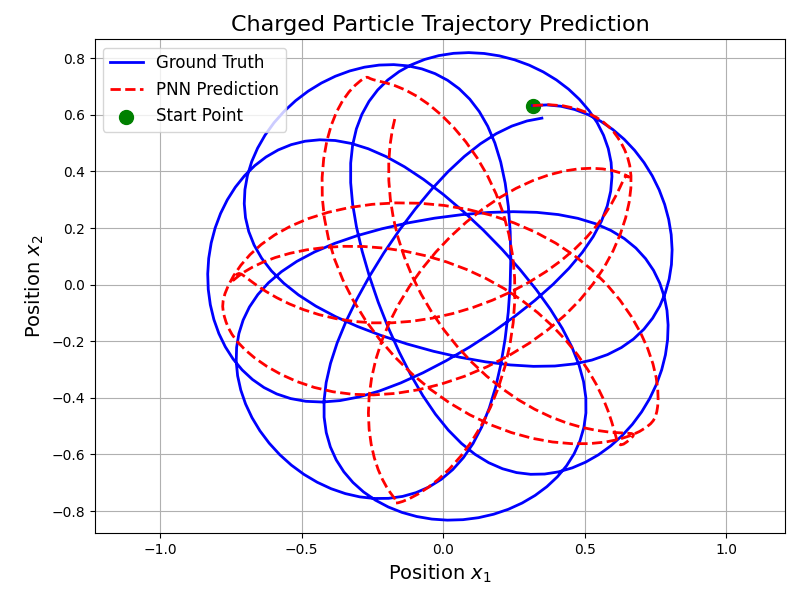 Charged Particle Trajectory Prediction
Ground Truth
PNN Prediction
Start Point
0.8
0.6
0.4
0.2
0.0
−0.2
−0.4
−0.6
−0.8
Position x₂
−1.0 −0.5 0.0 0.5 1.0
Position x₁